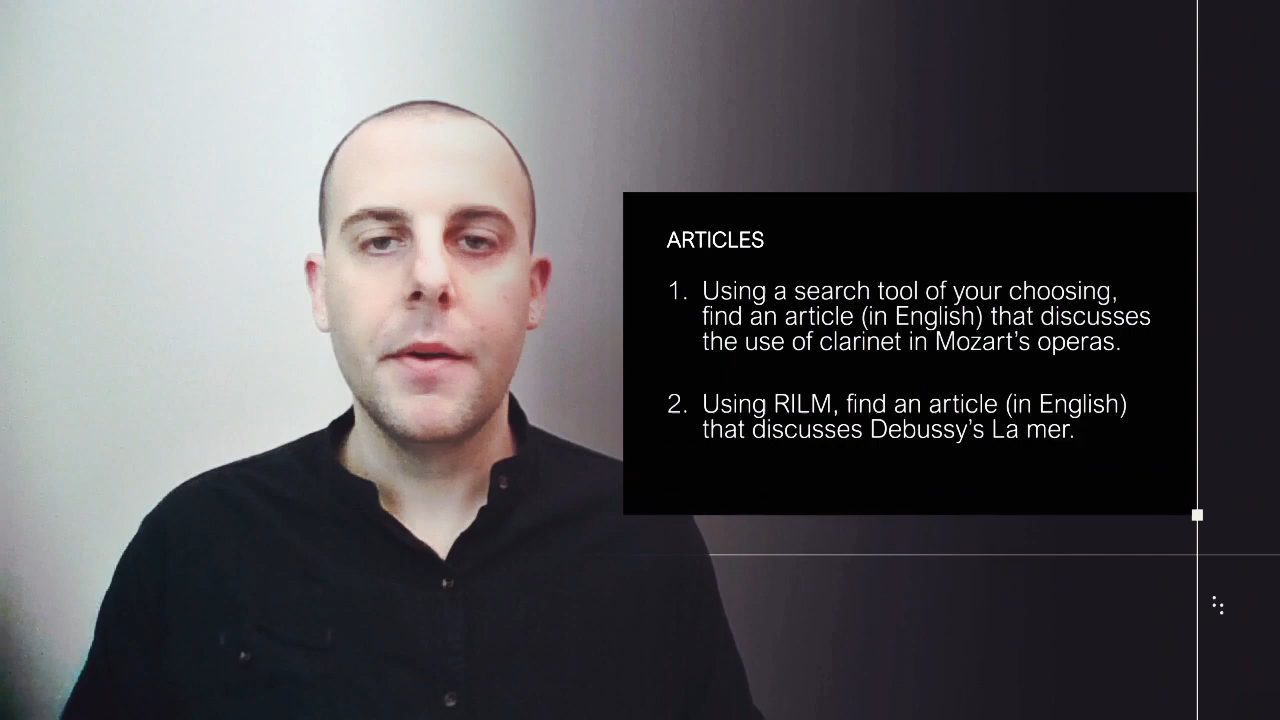 ARTICLES
1. Using a search tool of your choosing,
find an article (in English) that discusses
the use of clarinet in Mozart's operas.
2. Using RILM, find an article (in English)
that discusses Debussy's La mer.